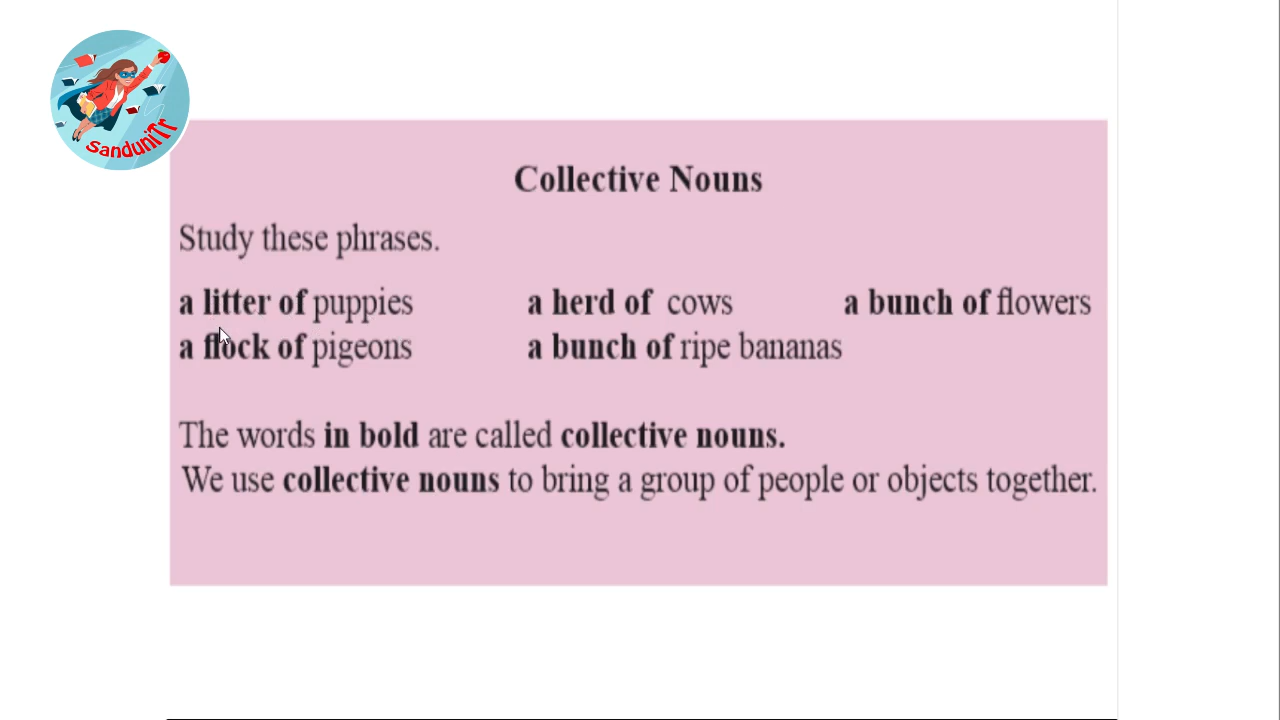 sanduniTr
Collective Nouns
Study these phrases.
a litter of puppies a herd of cows a bunch of flowers
a flock of pigeons a bunch of ripe bananas
The words in bold are called collective nouns.
We use collective nouns to bring a group of people or objects together.